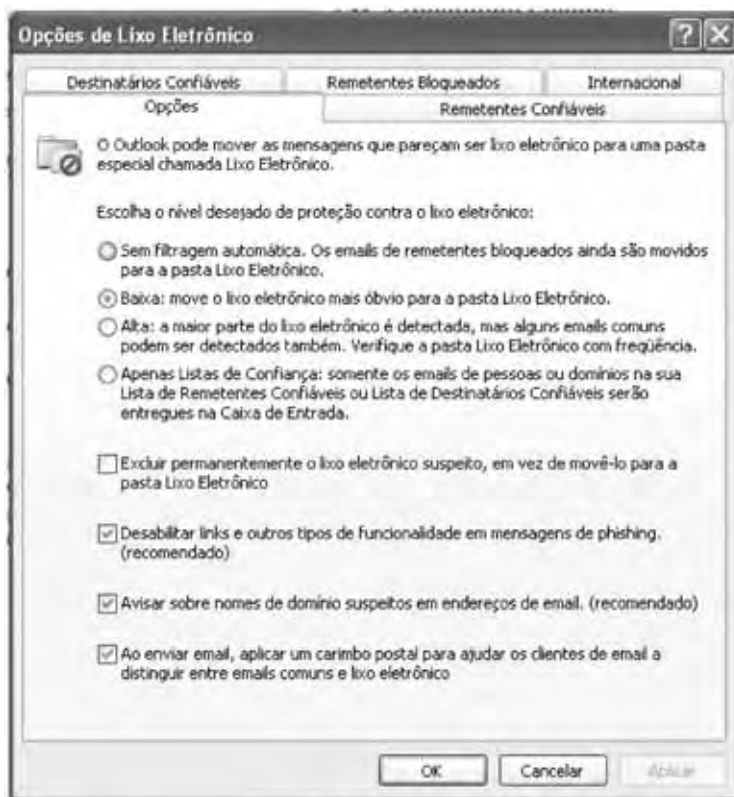 Opções de Lixo Eletrônico
Destinatários Confiáveis
Remetentes Bloqueados
Internacional
Opções
Remetentes Confiáveis
O Outlook pode mover as mensagens que pareçam ser lixo eletrônico para uma pasta
especial chamada Lixo Eletrônico.
Escolha o nível desejado de proteção contra o lixo eletrônico:
Sem filtragem automática. Os emails de remetentes bloqueados ainda são movidos
para a pasta Lixo Eletrônico.
Baixa: move o lixo eletrônico mais óbvio para a pasta Lixo Eletrônico.
Alta: a maior parte do lixo eletrônico é detectada, mas alguns emails comuns
podem ser detectados também. Verifique a pasta Lixo Eletrônico com freqüência.
Apenas Listas de Confiança: somente os emails de pessoas ou domínios na sua
Lista de Remetentes Confiáveis ou Lista de Destinatários Confiáveis serão
entregues na Caixa de Entrada.
Excluir permanentemente o lixo eletrônico suspeito, em vez de movê-lo para a
pasta Lixo Eletrônico
Desabilitar links e outros tipos de funcionalidade em mensagens de phishing.
(recomendado)
Avisar sobre nomes de domínio suspeitos em endereços de email. (recomendado)
Ao enviar email, aplicar um carimbo postal para ajudar os clientes de email a
distinguir entre emails comuns e lixo eletrônico
OK
Cancelar
Aplicar